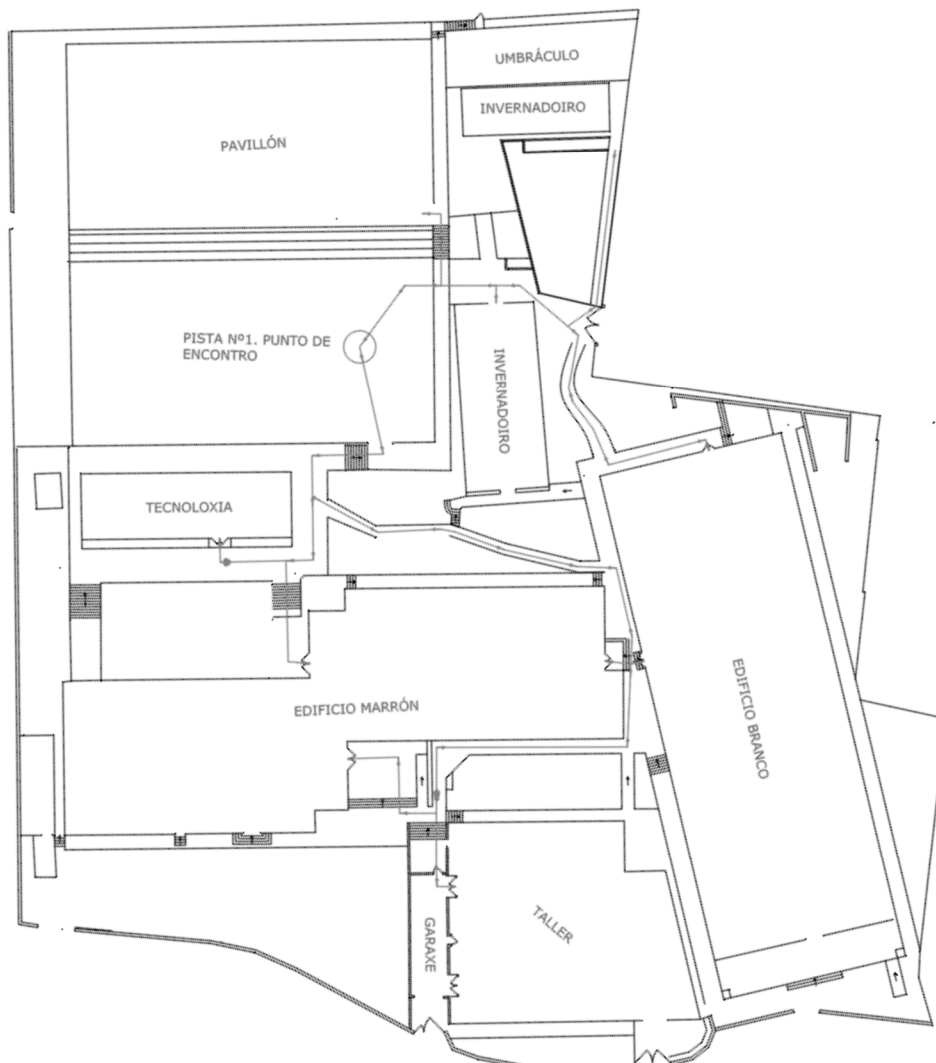 UMBRÁCULO
INVERNADOIRO
PAVILLÓN
PISTA Nº1. PUNTO DE
ENCONTRO
INVERNADOIRO
TECNOLOXIA
EDIFICIO MARRÓN
EDIFICIO BRANCO
GARAXE
TALLER